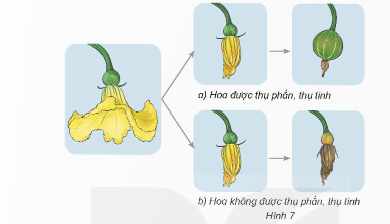 a) Hoa được thụ phấn, thụ tinh
b) Hoa không được thụ phấn, thụ tinh
Hình 7